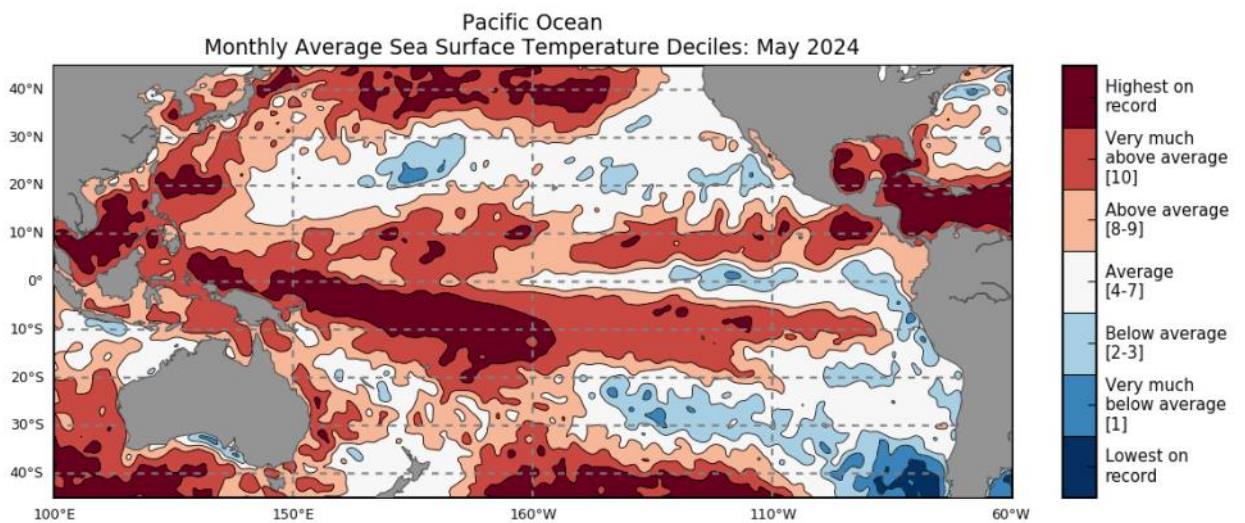 Pacific Ocean
Monthly Average Sea Surface Temperature Deciles: May 2024
40°N
30°N
20°N
10°N
0°
10°S
20°S
30°S
40°S
100°E
150°E
160°W
110°W
60°W
Highest on
record
Very much
above average
[10]
Above average
[8-9]
Average
[4-7]
Below average
[2-3]
Very much
below average
[1]
Lowest on
record